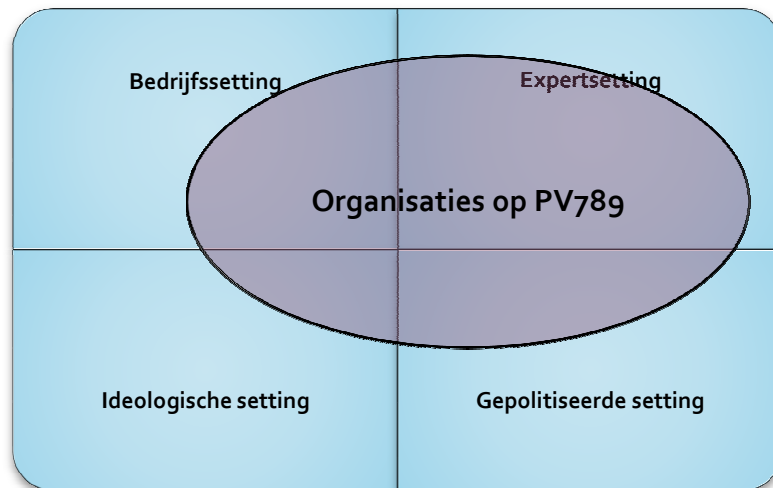 Bedrijfssetting
Expertsetting
Organisaties op PV789
Ideologische setting
Gepolitiseerde setting